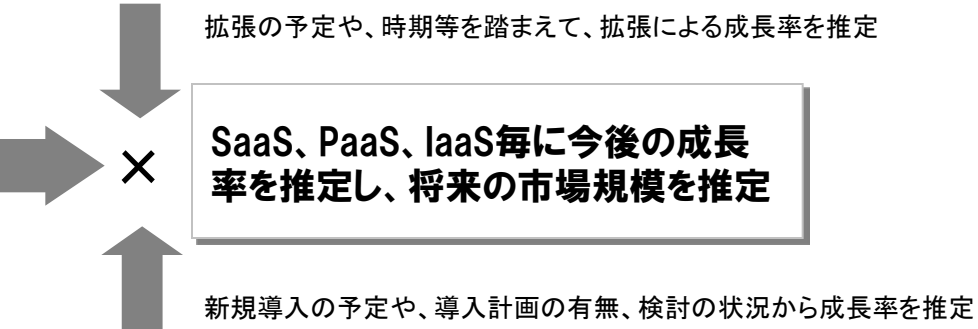 拡張の予定や、時期等を踏まえて、拡張による成長率を推定
×
SaaS、PaaS、IaaS毎に今後の成長
率を推定し、将来の市場規模を推定
新規導入の予定や、導入計画の有無、検討の状況から成長率を推定